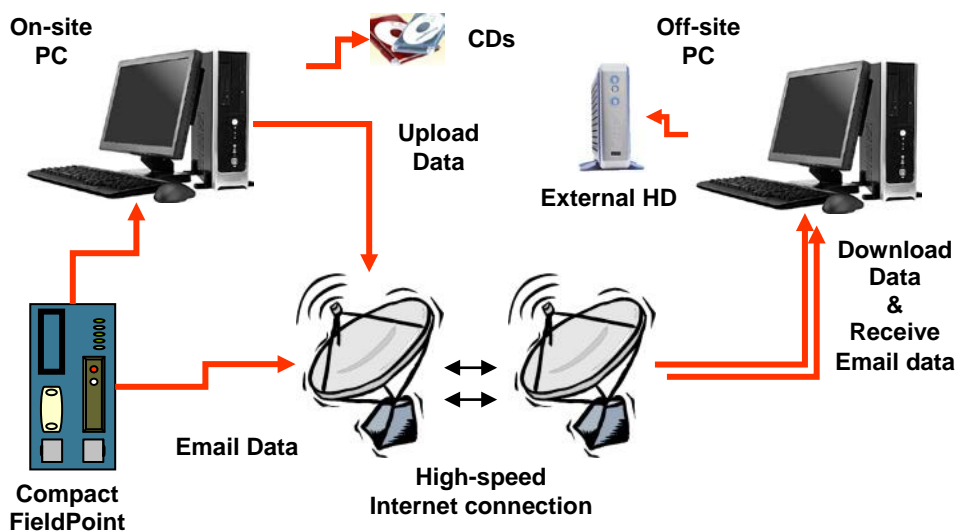 On-site
PC
CDs
Off-site
PC
Upload
Data
External HD
Download
Data
&
Receive
Email data
Email Data
High-speed
Internet connection
Compact
FieldPoint